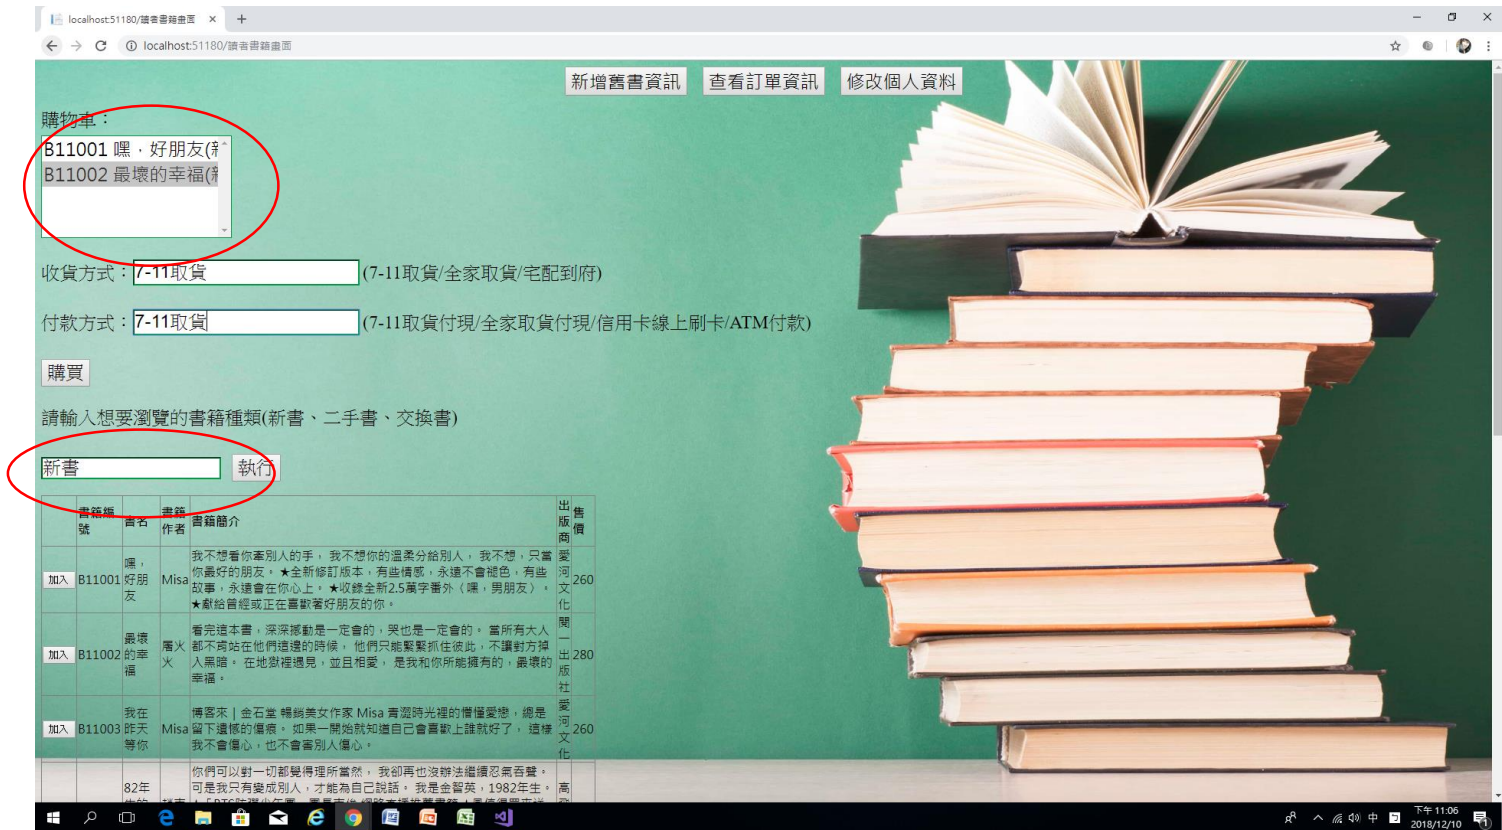 localhost:51180/讀者書籍畫面
localhost:51180/讀者書籍畫面
新增舊書資訊 查看訂單資訊 修改個人資料
購物車：
B11001 嘿，好朋友(新
B11002 最壞的幸福(新
收貨方式：7-11取貨 (7-11取貨/全家取貨/宅配到府)
付款方式：7-11取貨 (7-11取貨付現/全家取貨付現/信用卡線上刷卡/ATM付款)
購買
請輸入想要瀏覽的書籍種類(新書、二手書、交換書)
新書 執行
書籍編號 書名 書籍作者 書籍簡介 出版商 售價
加入 B11001 嘿，好朋友 Misa 我不想看你牽別人的手， 我不想你的溫柔分給別人， 我不想，只當
你最好的朋友。 ★全新修訂版本，有些情感，永遠不會褪色，有些
故事，永遠會在你心上。 ★收錄全新2.5萬字番外〈嘿，男朋友〉。
★獻給曾經或正在喜歡著好朋友的你。 愛河文化 260
加入 B11002 最壞的幸福 層火火 看完這本書，深深撼動是一定會的，哭也是一定會的。 當所有大人
都不肯站在他們這邊的時候， 他們只能緊緊抓住彼此，不讓對方掉
入黑暗。 在地獄裡遇見，並且相愛， 是我和你所能擁有的，最壞的
幸福。 閱一出版社 280
加入 B11003 我在昨天等你 Misa 博客來 | 金石堂 暢銷美女作家 Misa 青澀時光裡的懵懂愛戀，總是
留下遺憾的傷痕。 如果一開始就知道自己會喜歡上誰就好了， 這樣
我不會傷心，也不會害別人傷心。 愛河文化 260
82年
你們可以對一切都覺得理所當然， 我卻再也沒辦法繼續忍氣吞聲。
可是我只有變成別人，才能為自己說話。 我是金智英，1982年生。 高
中
下午 11:06
2018/12/10